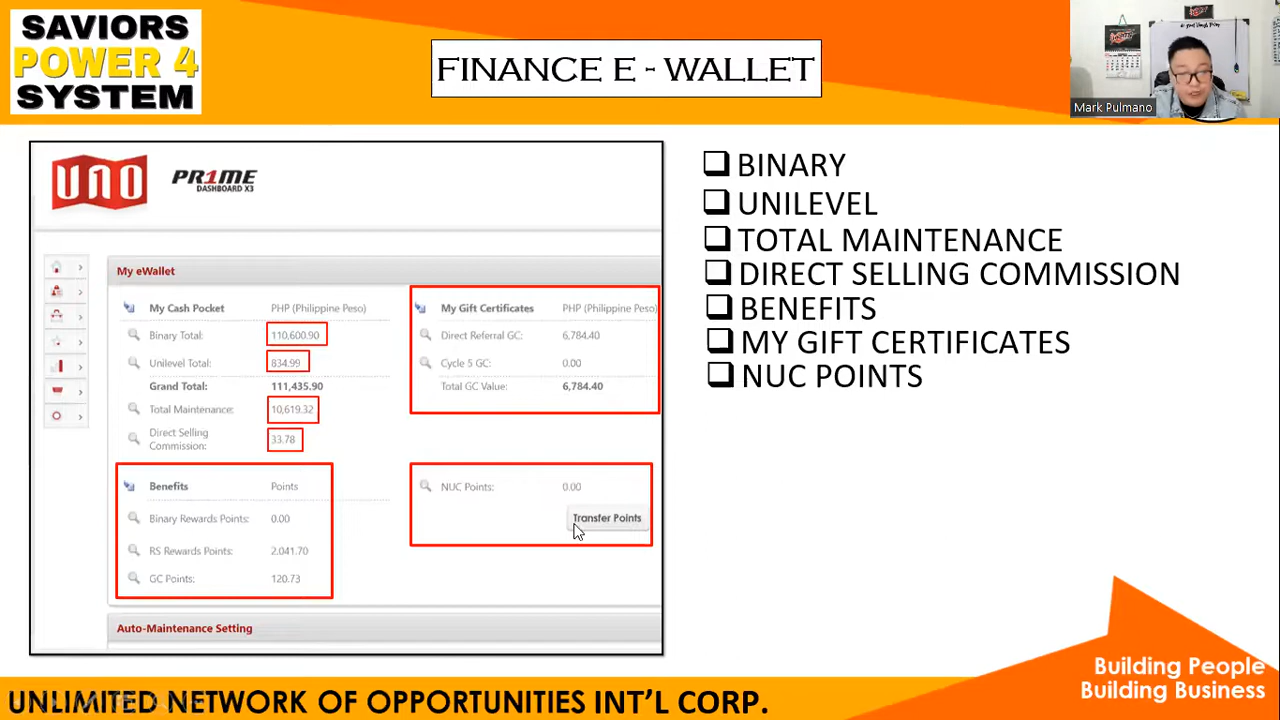 SAVIORS
POWER 4
SYSTEM
FINANCE E - WALLET
Mark Pulmano
UNO
PR1ME
DASHBOARD X3
My eWallet
My Cash Pocket PHP (Philippine Peso)
Binary Total: 110,600.90
Unilevel Total: 834.99
Grand Total: 111,435.90
Total Maintenance: 10,619.32
Direct Selling
Commission: 33.78
My Gift Certificates PHP (Philippine Peso)
Direct Referral GC: 6,784.40
Cycle 5 GC: 0.00
Total GC Value: 6,784.40
Benefits Points
Binary Rewards Points: 0.00
RS Rewards Points: 2,041.70
GC Points: 120.73
NUC Points: 0.00
Transfer Points
Auto-Maintenance Setting
BINARY
UNILEVEL
TOTAL MAINTENANCE
DIRECT SELLING COMMISSION
BENEFITS
MY GIFT CERTIFICATES
NUC POINTS
Building People
Building Business
UNLIMITED NETWORK OF OPPORTUNITIES INT'L CORP.